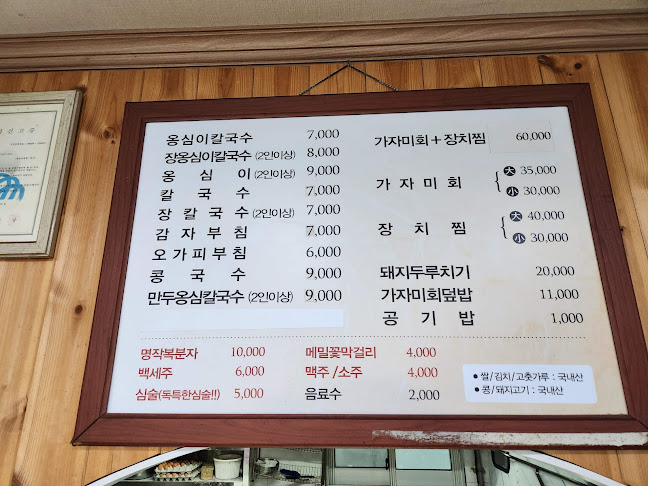 옹심이칼국수 7,000
장옹심이칼국수 (2인이상) 8,000
옹심이 (2인이상) 9,000
칼국수 7,000
장칼국수 (2인이상) 7,000
감자부침 7,000
오가피부침 6,000
콩국수 9,000
만두옹심칼국수 (2인이상) 9,000
가자미회+장치찜 60,000
가자미회 大 35,000
小 30,000
장치찜 大 40,000
小 30,000
돼지두루치기 20,000
가자미회덮밥 11,000
공기밥 1,000
명작복분자 10,000
백세주 6,000
심술(독특한심술!!) 5,000
메밀꽃막걸리 4,000
맥주/소주 4,000
음료수 2,000
• 쌀/김치/고춧가루 : 국내산
• 콩/돼지고기 : 국내산